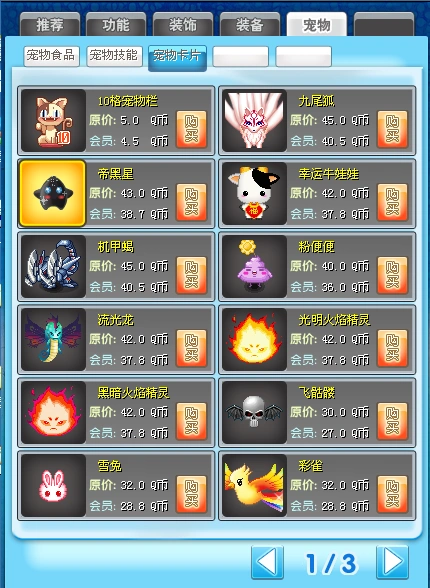 推荐 功能 装饰 装备 宠物
宠物食品 宠物技能 宠物卡片
10格宠物栏
原价: 5.0 Q币
会员: 4.5 Q币
购买
10
九尾狐
原价: 45.0 Q币
会员: 40.5 Q币
购买
帝黑星
原价: 43.0 Q币
会员: 38.7 Q币
购买
幸运牛娃娃
原价: 42.0 Q币
会员: 37.8 Q币
购买
福
机甲蝎
原价: 45.0 Q币
会员: 40.5 Q币
购买
粉便便
原价: 40.0 Q币
会员: 36.0 Q币
购买
流光龙
原价: 42.0 Q币
会员: 37.8 Q币
购买
光明火焰精灵
原价: 42.0 Q币
会员: 37.8 Q币
购买
黑暗火焰精灵
原价: 42.0 Q币
会员: 37.8 Q币
购买
飞骷髅
原价: 30.0 Q币
会员: 27.0 Q币
购买
雪兔
原价: 32.0 Q币
会员: 28.8 Q币
购买
彩雀
原价: 32.0 Q币
会员: 28.8 Q币
购买
1/3